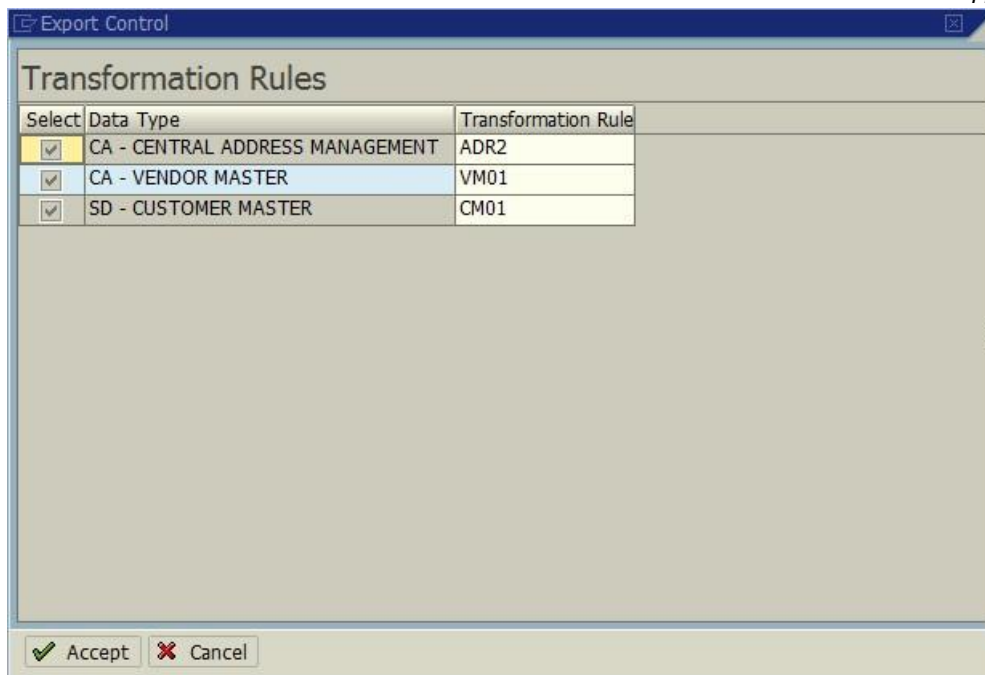 Export Control
Transformation Rules
Select Data Type Transformation Rule
CA - CENTRAL ADDRESS MANAGEMENT ADR2
CA - VENDOR MASTER VM01
SD - CUSTOMER MASTER CM01
Accept Cancel